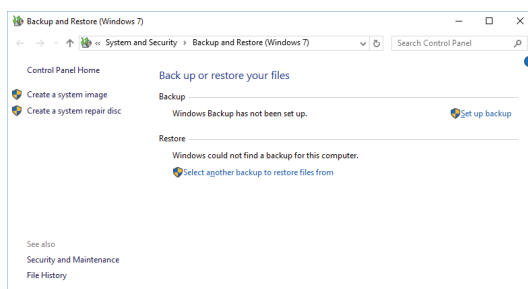 Backup and Restore (Windows 7)
« System and Security › Backup and Restore (Windows 7)
Search Control Panel
Control Panel Home
Create a system image
Create a system repair disc
Back up or restore your files
Backup
Windows Backup has not been set up.
Set up backup
Restore
Windows could not find a backup for this computer.
Select another backup to restore files from
See also
Security and Maintenance
File History